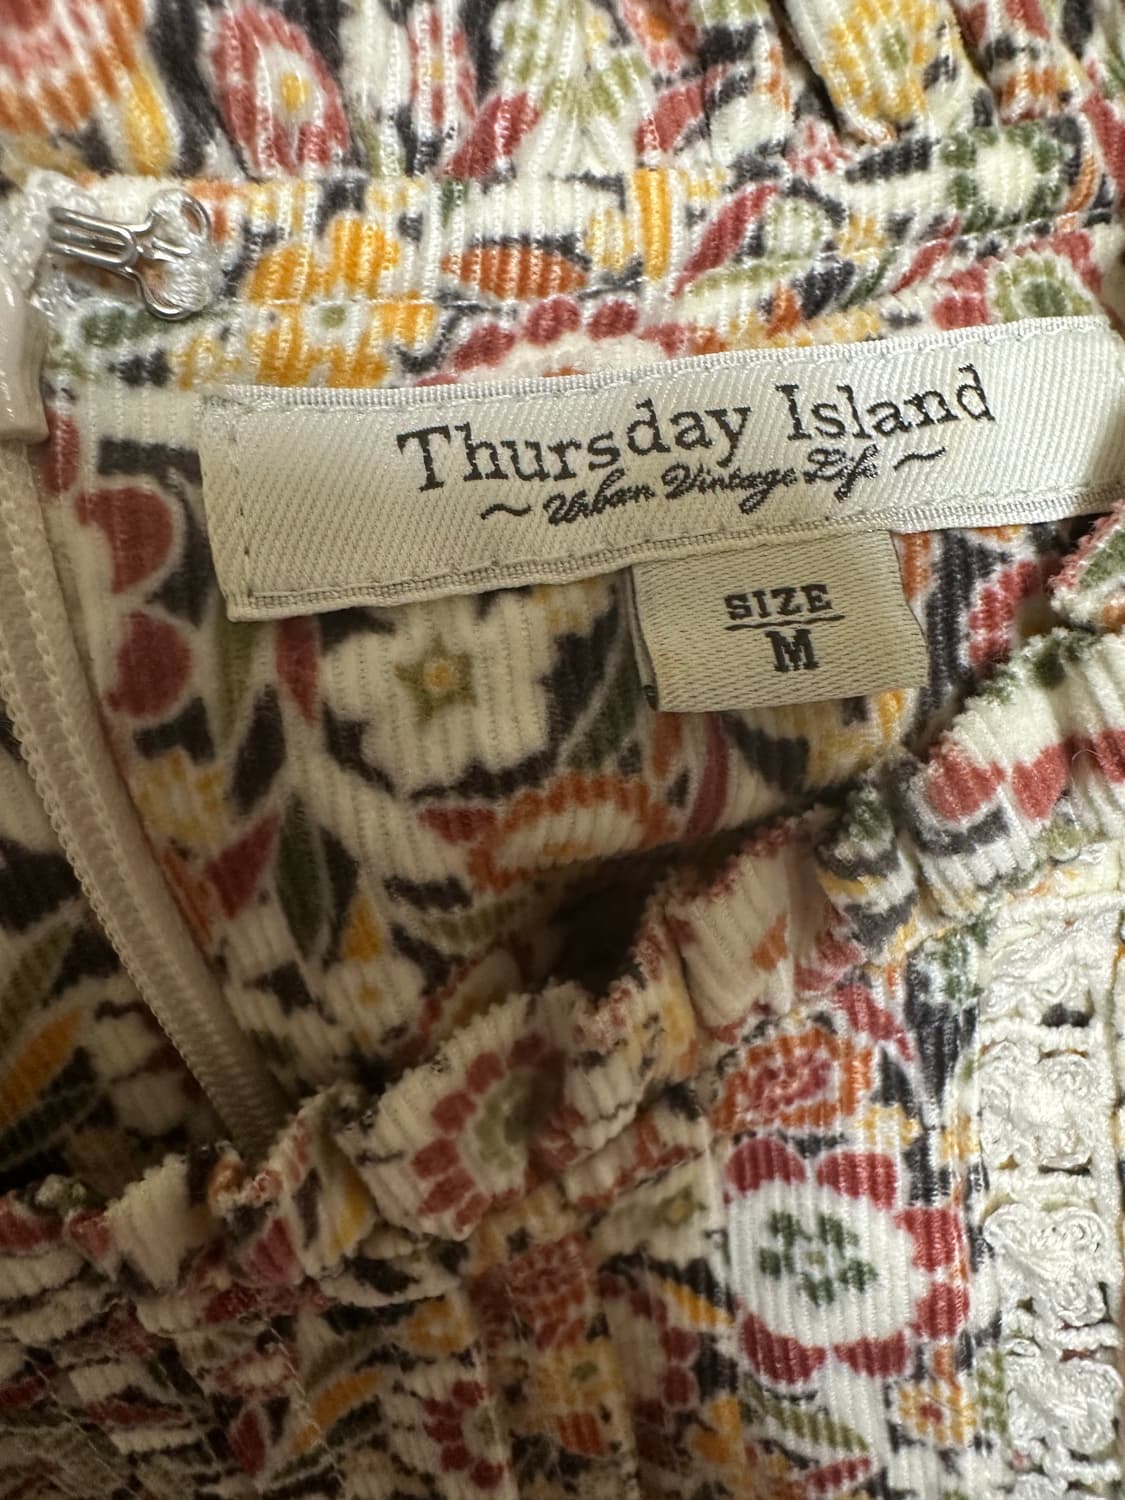 Thursday Island
~ Urban Vintage Life ~
SIZE
M